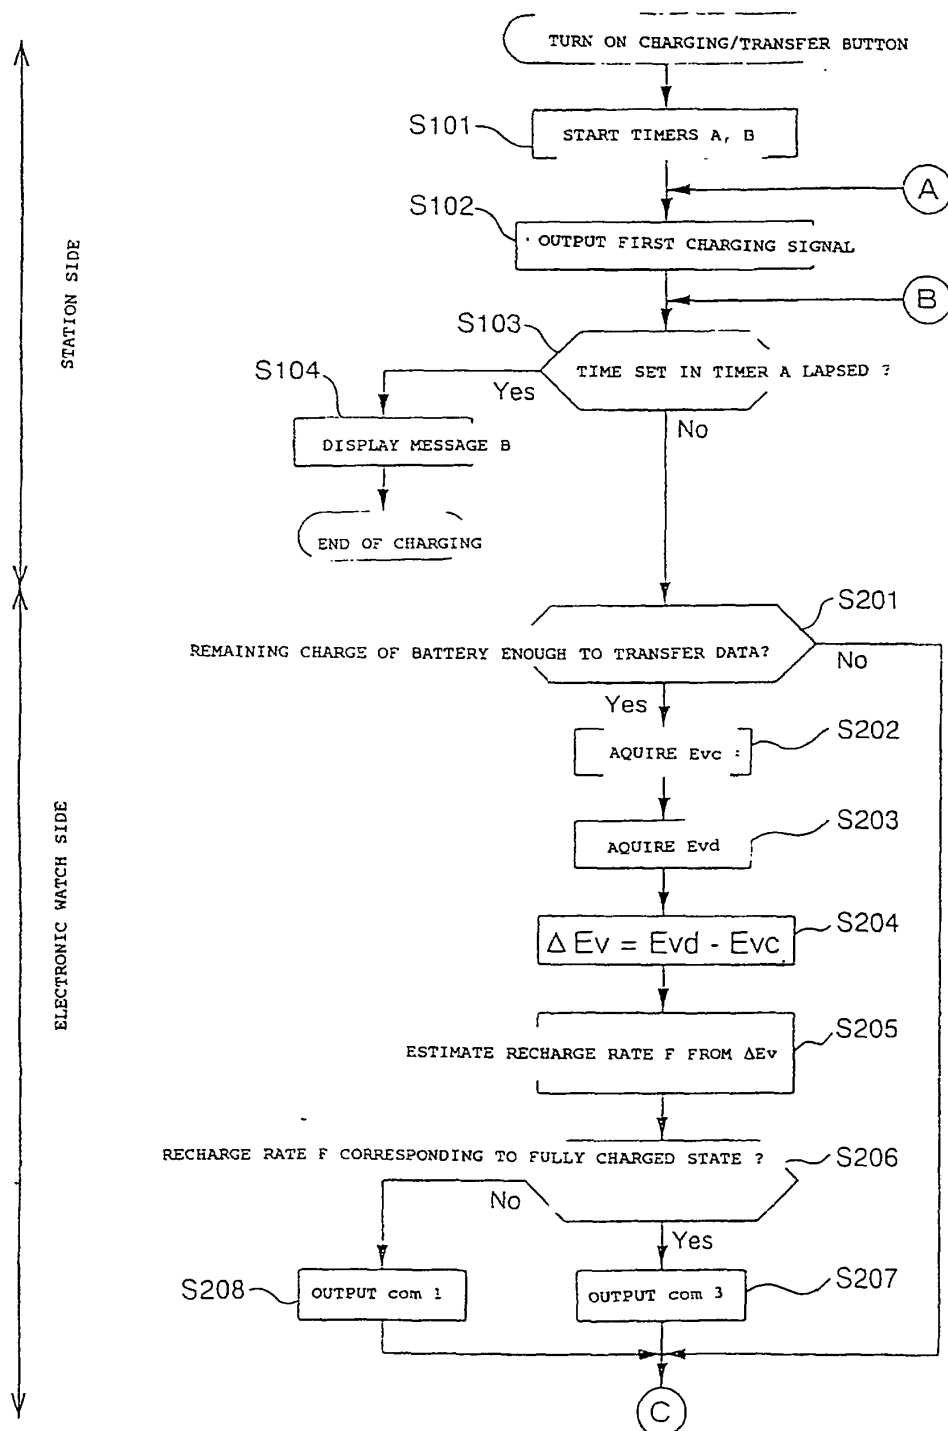 TURN ON CHARGING/TRANSFER BUTTON
S101
START TIMERS A, B
A
S102
OUTPUT FIRST CHARGING SIGNAL
B
S103
TIME SET IN TIMER A LAPSED ?
S104
Yes
No
DISPLAY MESSAGE B
END OF CHARGING
STATION SIDE
S201
REMAINING CHARGE OF BATTERY ENOUGH TO TRANSFER DATA?
No
Yes
S202
AQUIRE Evc :
S203
AQUIRE Evd
S204
Δ Ev = Evd - Evc
S205
ESTIMATE RECHARGE RATE F FROM ΔEv
RECHARGE RATE F CORRESPONDING TO FULLY CHARGED STATE ?
S206
No
Yes
S208
OUTPUT com 1
S207
OUTPUT com 3
ELECTRONIC WATCH SIDE
C